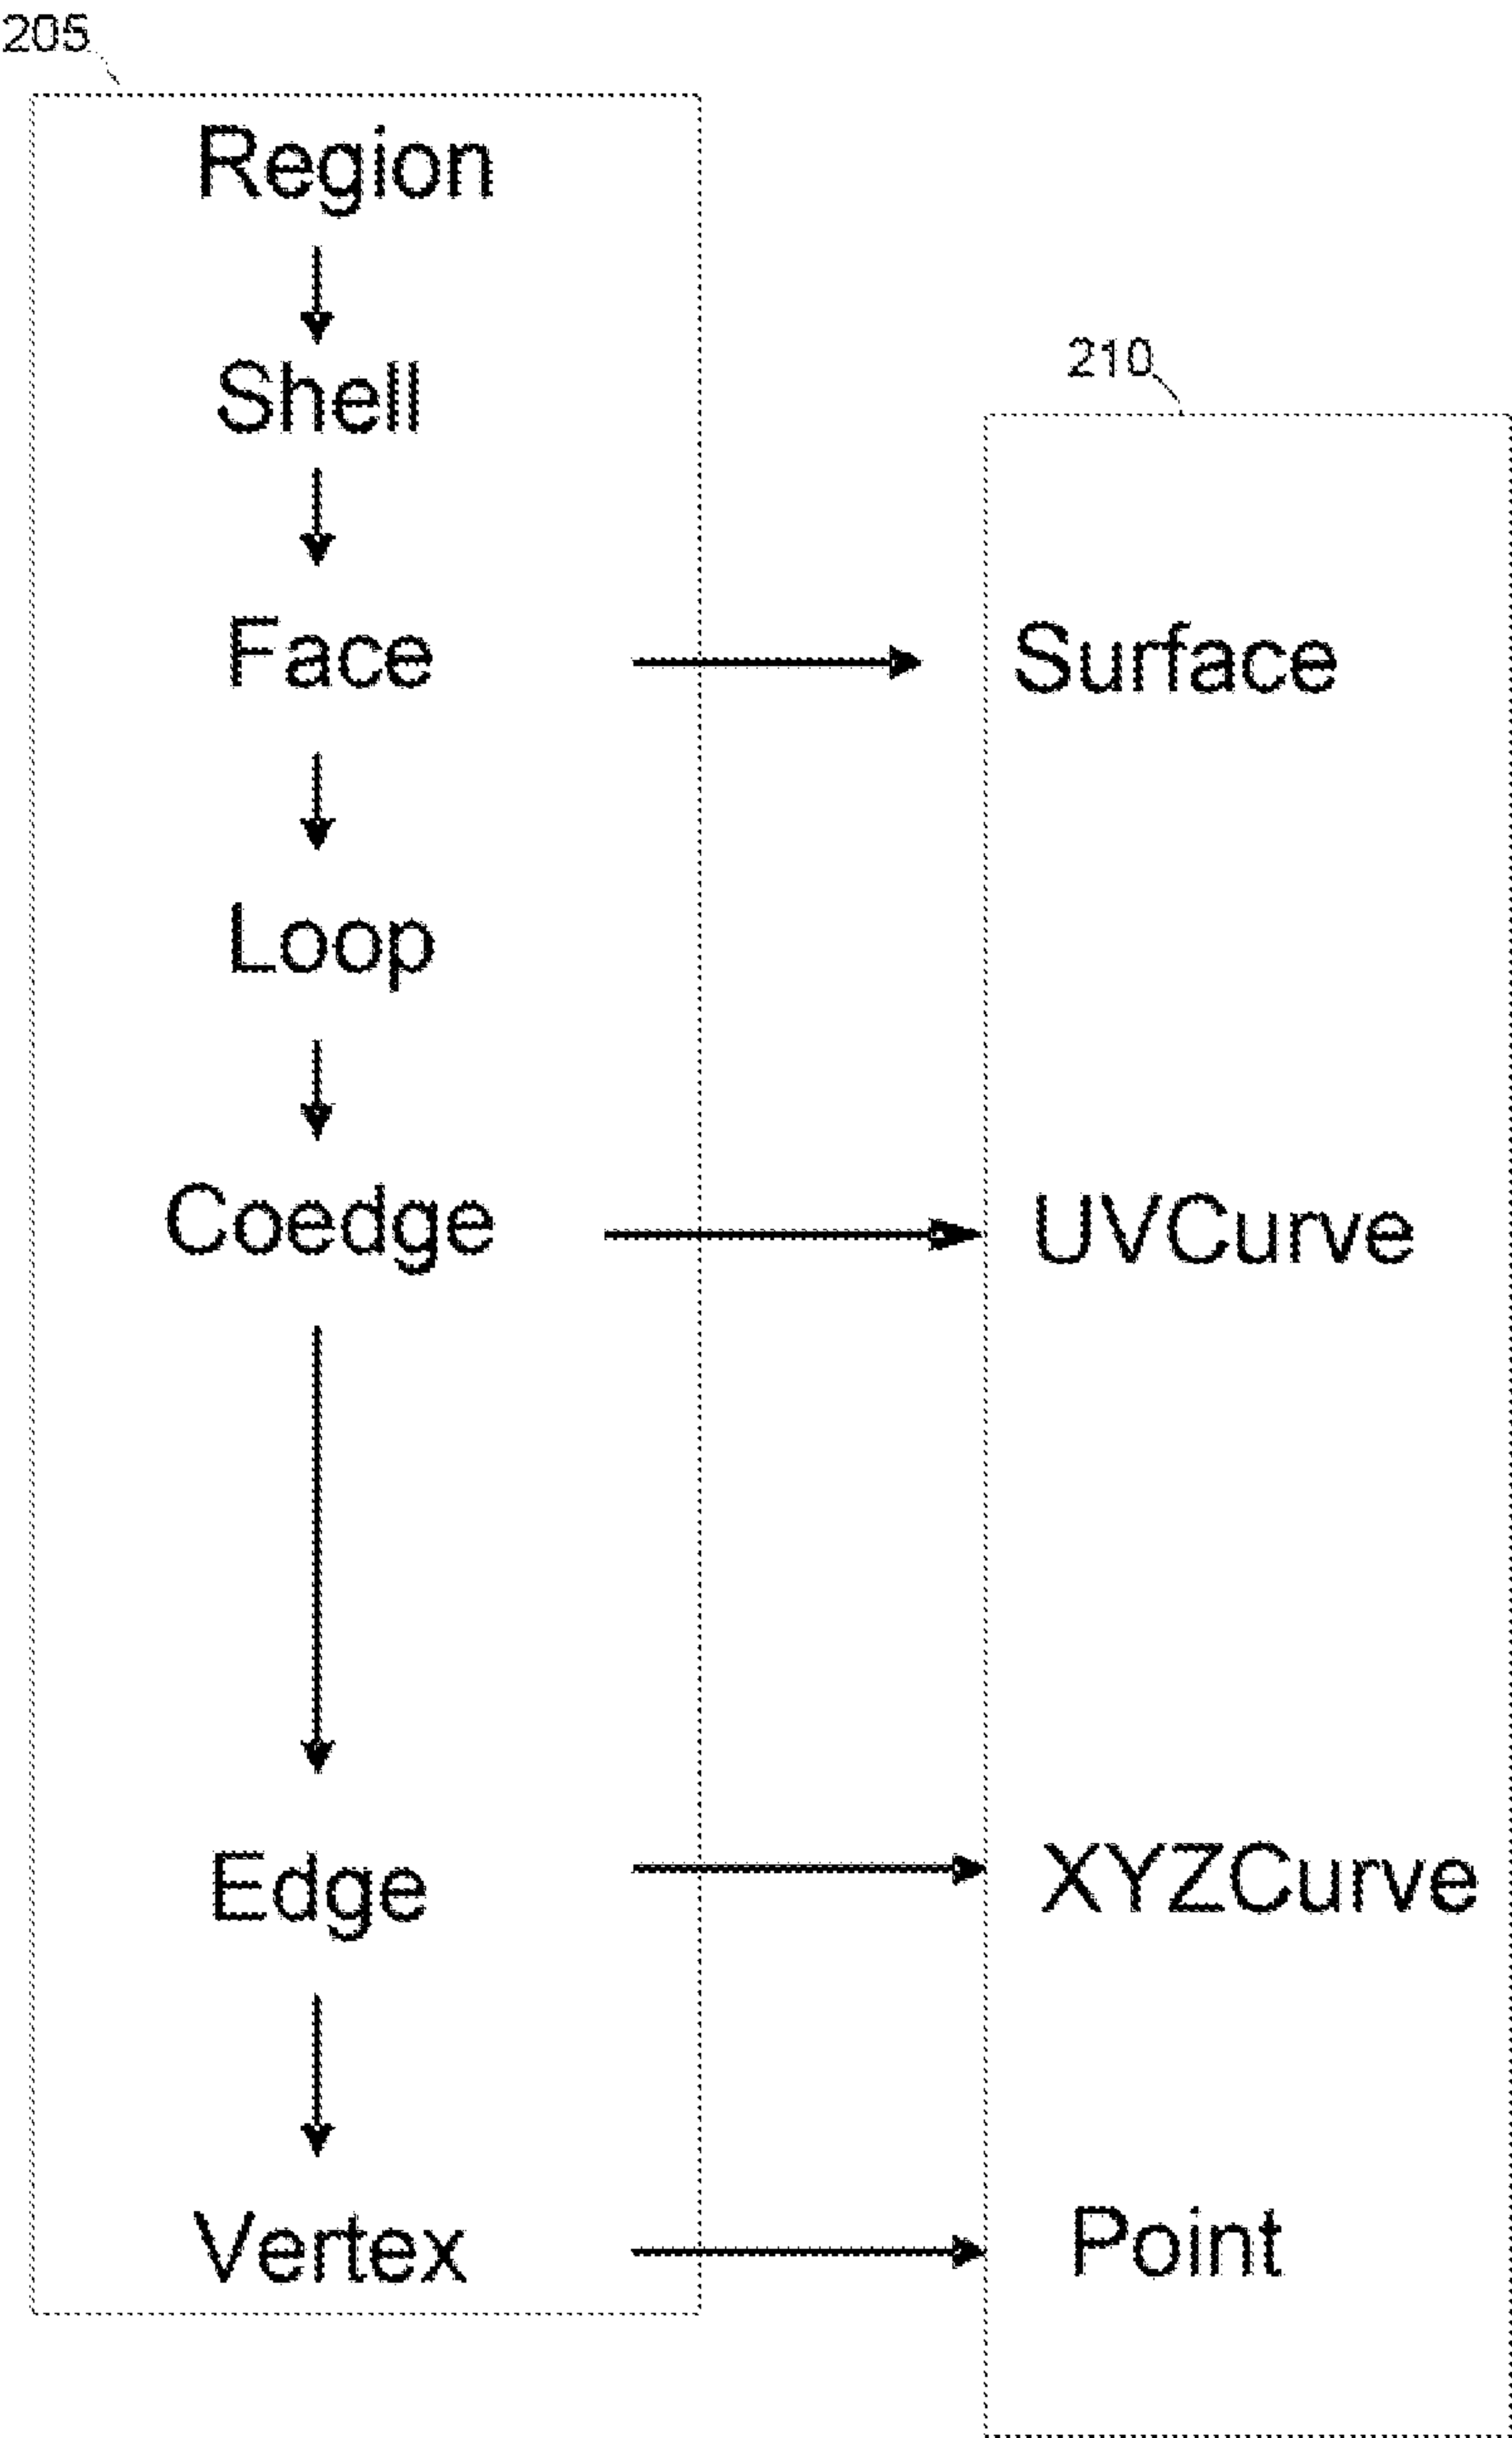 205
Region
Shell
210
Face
Surface
Loop
Coedge
UVCurve
Edge
XYZCurve
Vertex
Point